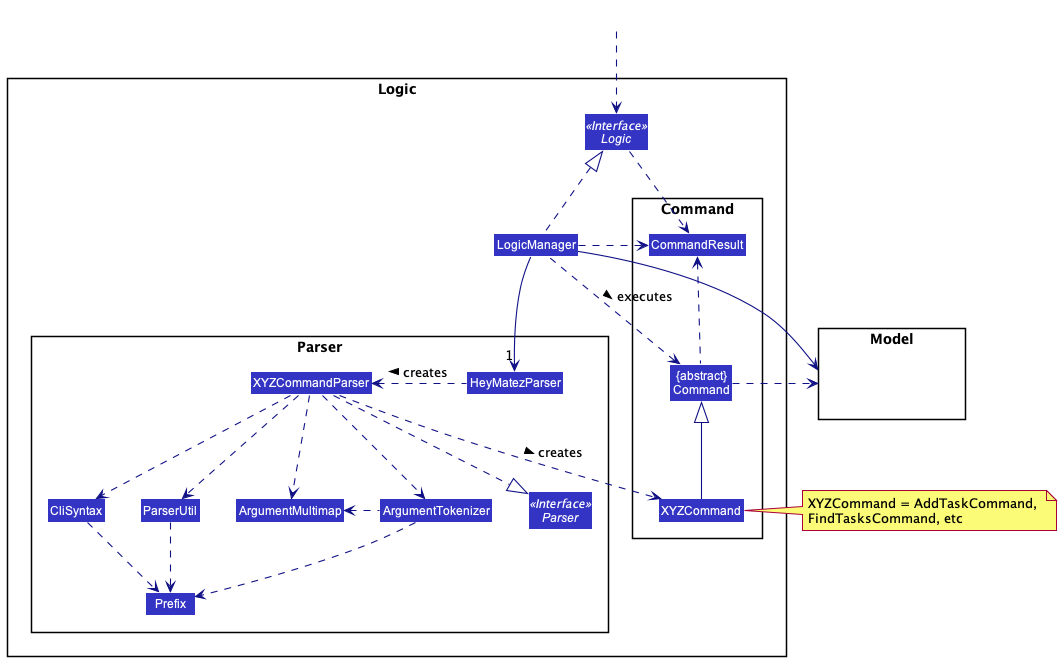 Logic
«Interface»
Logic
Command
LogicManager
CommandResult
executes
Model
Parser
1
{abstract}
Command
XYZCommandParser
creates
HeyMatezParser
creates
CliSyntax
ParserUtil
ArgumentMultimap
ArgumentTokenizer
«Interface»
Parser
XYZCommand
XYZCommand = AddTaskCommand,
FindTasksCommand, etc
Prefix